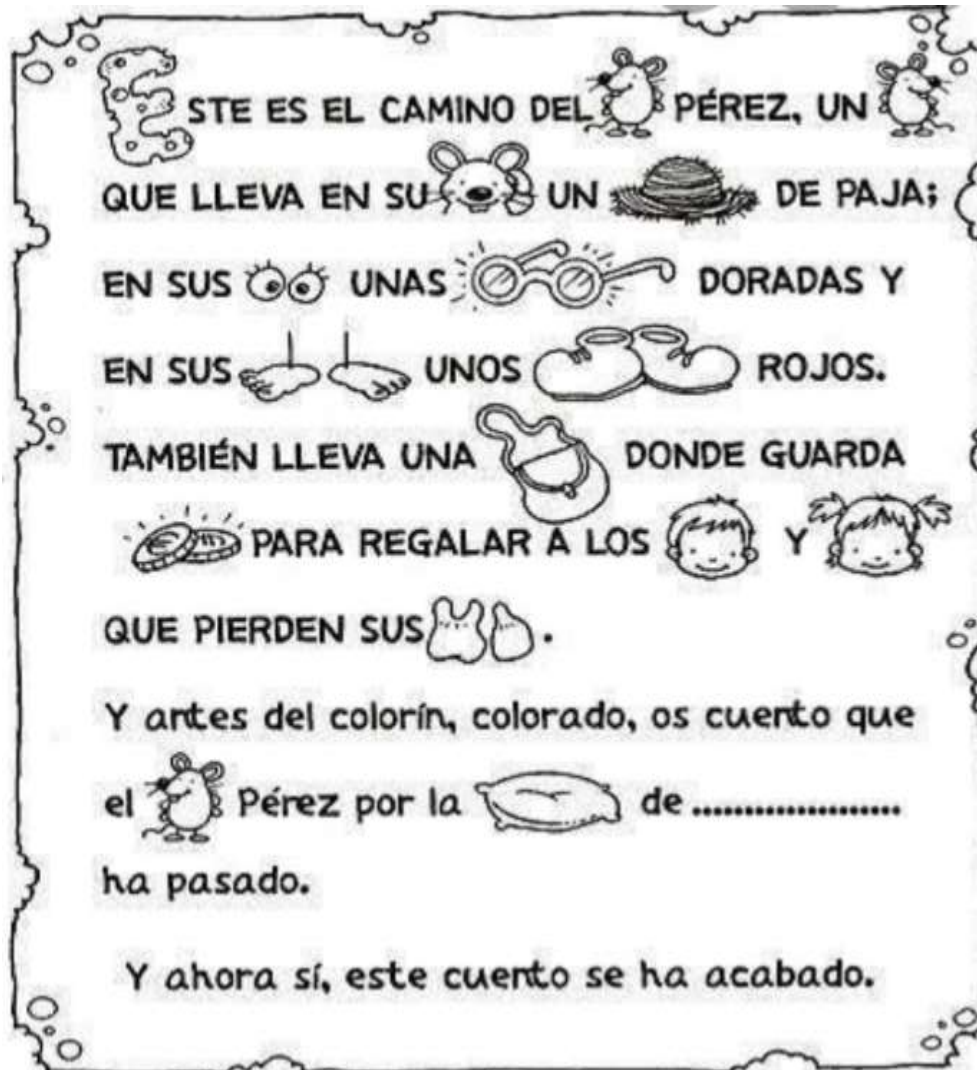 ESTE ES EL CAMINO DEL PÉREZ, UN
QUE LLEVA EN SU UN DE PAJA;
EN SUS UNAS DORADAS Y
EN SUS UNOS ROJOS.
TAMBIÉN LLEVA UNA DONDE GUARDA
PARA REGALAR A LOS Y
QUE PIERDEN SUS .
Y antes del colorín, colorado, os cuento que
el Pérez por la de ....................
ha pasado.
Y ahora sí, este cuento se ha acabado.